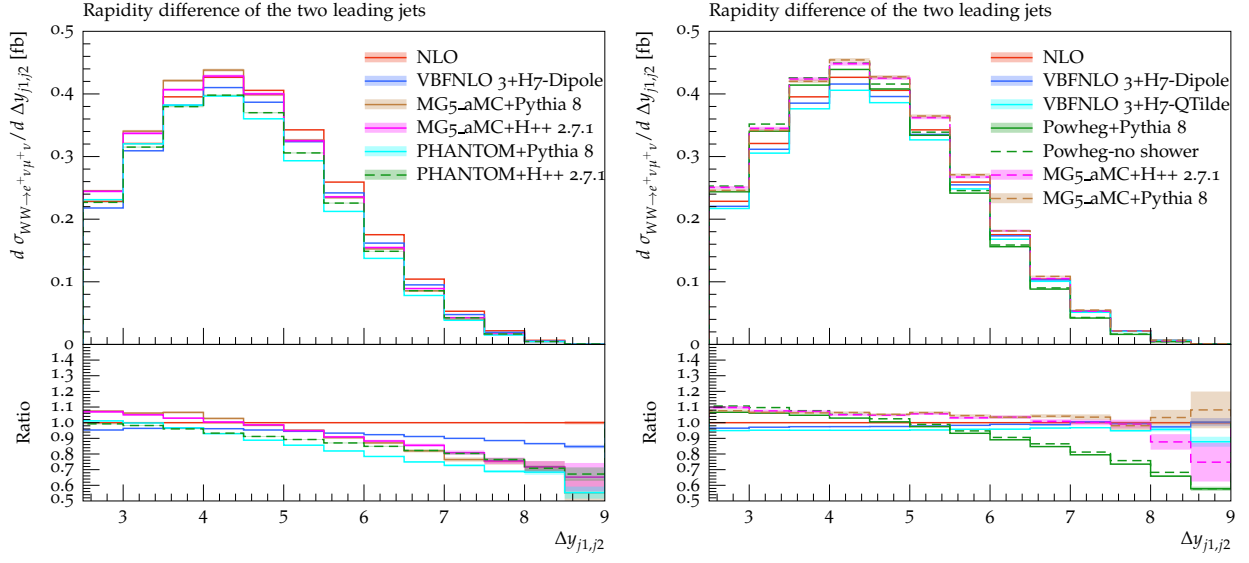 Rapidity difference of the two leading jets
d σ_{WW→e⁺νμ⁺ν}/d Δy_{j1,j2} [fb]
0.5
0.4
0.3
0.2
0.1
0
NLO
VBFNLO 3+H7-Dipole
MG5_aMC+Pythia 8
MG5_aMC+H++ 2.7.1
PHANTOM+Pythia 8
PHANTOM+H++ 2.7.1
Ratio
1.4
1.3
1.2
1.1
1.0
0.9
0.8
0.7
0.6
0.5
3 4 5 6 7 8 9
Δy_{j1,j2}
Rapidity difference of the two leading jets
d σ_{WW→e⁺νμ⁺ν}/d Δy_{j1,j2} [fb]
0.5
0.4
0.3
0.2
0.1
0
NLO
VBFNLO 3+H7-Dipole
VBFNLO 3+H7-QTilde
Powheg+Pythia 8
Powheg-no shower
MG5_aMC+H++ 2.7.1
MG5_aMC+Pythia 8
Ratio
1.4
1.3
1.2
1.1
1.0
0.9
0.8
0.7
0.6
0.5
3 4 5 6 7 8 9
Δy_{j1,j2}